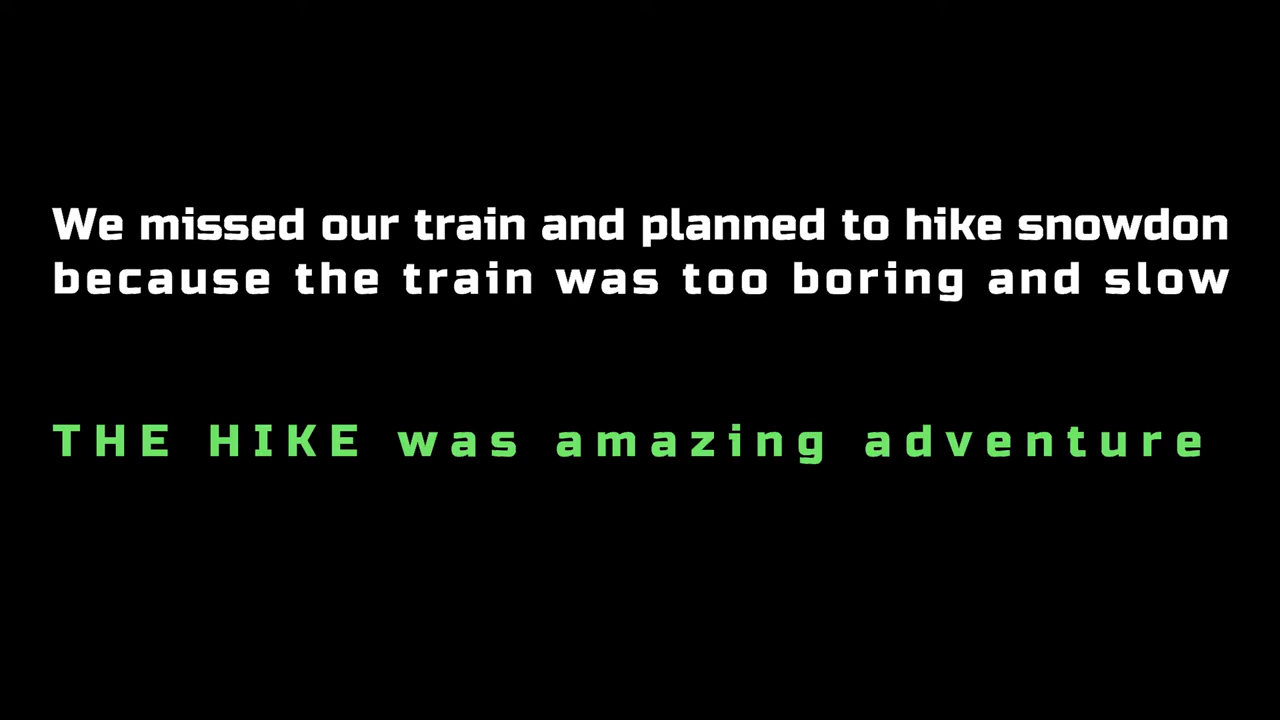 We missed our train and planned to hike snowdon
because the train was too boring and slow
THE HIKE was amazing adventure